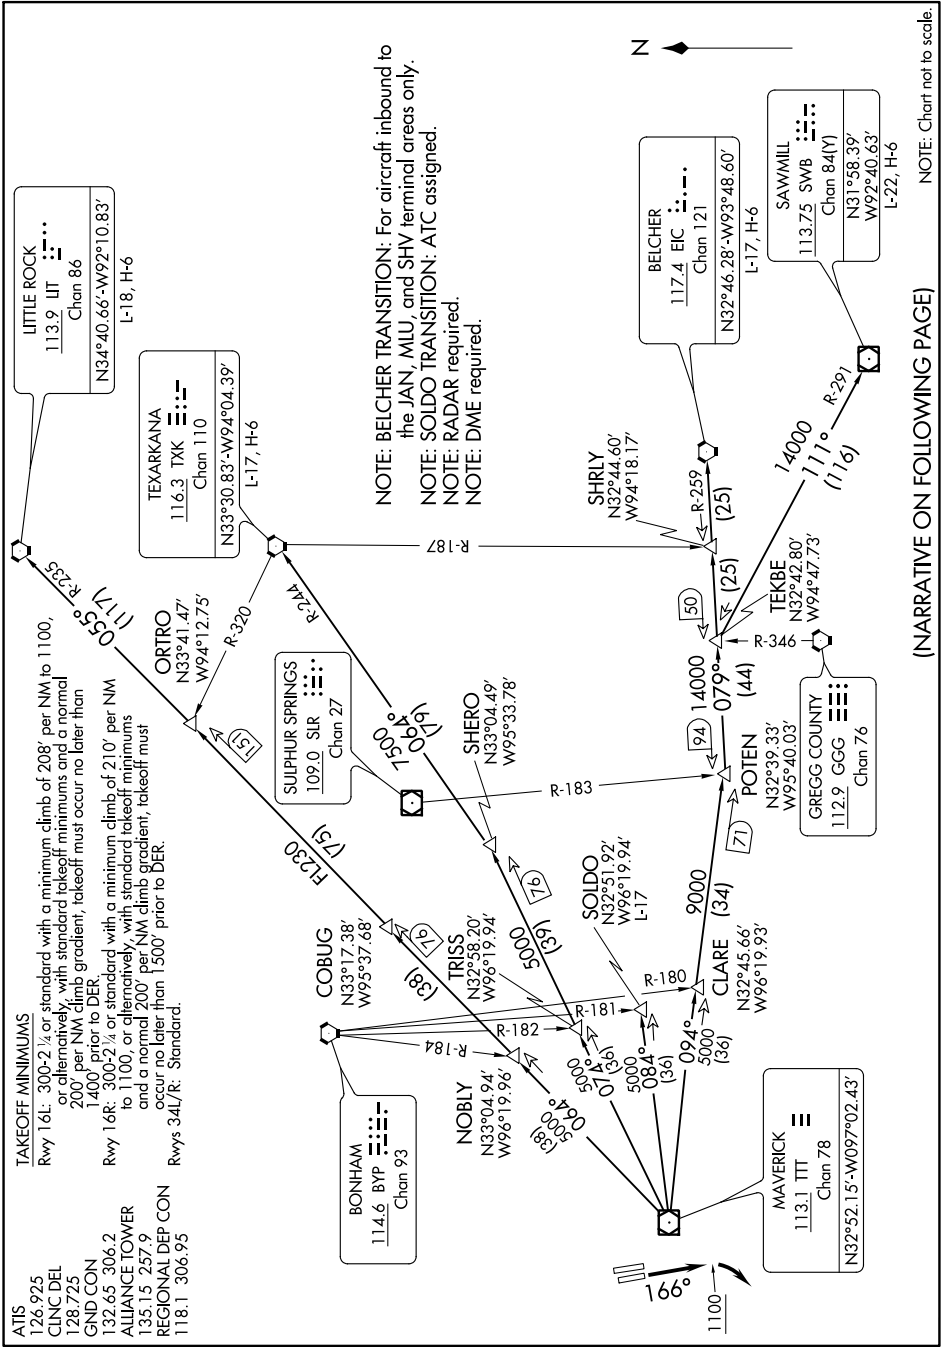 ATIS
126.925
CLNC DEL
128.725
GND CON
132.65 306.2
ALLIANCE TOWER
135.15 257.9
REGIONAL DEP CON
118.1 306.95
TAKEOFF MINIMUMS
Rwy 16L: 300-2¼ or standard with a minimum climb of 208' per NM to 1100,
or alternatively, with standard takeoff minimums and a normal
200' per NM climb gradient, takeoff must occur no later than
1400' prior to DER.
Rwy 16R: 300-2¼ or standard with a minimum climb of 210' per NM
to 1100, or alternatively, with standard takeoff minimums
and a normal 200' per NM climb gradient, takeoff must
occur no later than 1500' prior to DER.
Rwys 34L/R: Standard.
LITTLE ROCK
113.9 LIT
Chan 86
N34°40.66'-W92°10.83'
L-18, H-6
TEXARKANA
116.3 TXK
Chan 110
N33°30.83'-W94°04.39'
L-17, H-6
NOTE: BELCHER TRANSITION: For aircraft inbound to
the JAN, MLU, and SHV terminal areas only.
NOTE: SOLDO TRANSITION: ATC assigned.
NOTE: RADAR required.
NOTE: DME required.
R-235
055°
(117)
ORTRO
N33°41.47'
W94°12.75'
R-320
(151)
FL230
(75)
R-244
064°
(79)
7500
R-187
SULPHUR SPRINGS
109.0 SLR
Chan 27
COBUG
N33°17.38'
W95°37.68'
76
(38)
SHERO
N33°04.49'
W95°33.78'
76
5000
(39)
R-183
TRISS
N32°58.20'
W96°19.94'
SOLDO
N32°51.92'
W96°19.94'
L-17
BONHAM
114.6 BYP
Chan 93
R-184
R-182
R-181
R-180
NOBLY
N33°04.94'
W96°19.96'
064°
5000
(38)
5000
074°
(36)
5000
084°
(36)
094°
5000
(36)
CLARE
N32°45.66'
W96°19.93'
9000
(34)
71
POTEN
N32°39.33'
W95°40.03'
94
14000
079°
(44)
50
TEKBE
N32°42.80'
W94°47.73'
R-346
GREGG COUNTY
112.9 GGG
Chan 76
SHRLY
N32°44.60'
W94°18.17'
(25)
R-259
(25)
BELCHER
117.4 EIC
Chan 121
N32°46.28'-W93°48.60'
L-17, H-6
N
SAWMILL
113.75 SWB
Chan 84(Y)
N31°58.39'
W92°40.63'
L-22, H-6
14000
111°
(116)
R-291
MAVERICK
113.1 TTT
Chan 78
N32°52.15'-W097°02.43'
166°
1100
(NARRATIVE ON FOLLOWING PAGE)
NOTE: Chart not to scale.